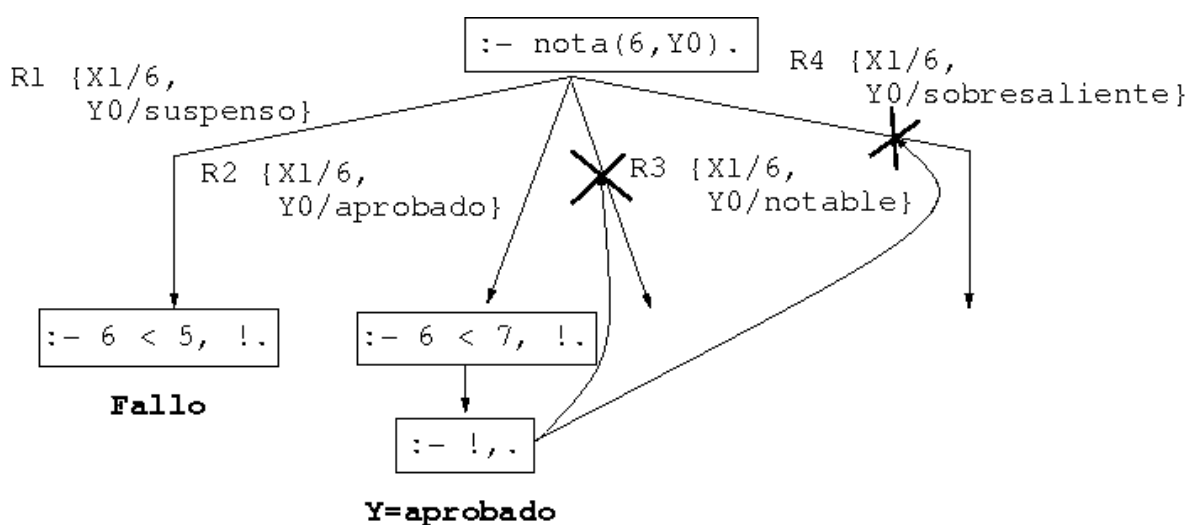 :- nota(6,Y0).
R1 {X1/6,
Y0/suspenso}
R2 {X1/6,
Y0/aprobado}
R3 {X1/6,
Y0/notable}
R4 {X1/6,
Y0/sobresaliente}
:- 6 < 5, !.
Fallo
:- 6 < 7, !.
:- !,.
Y=aprobado